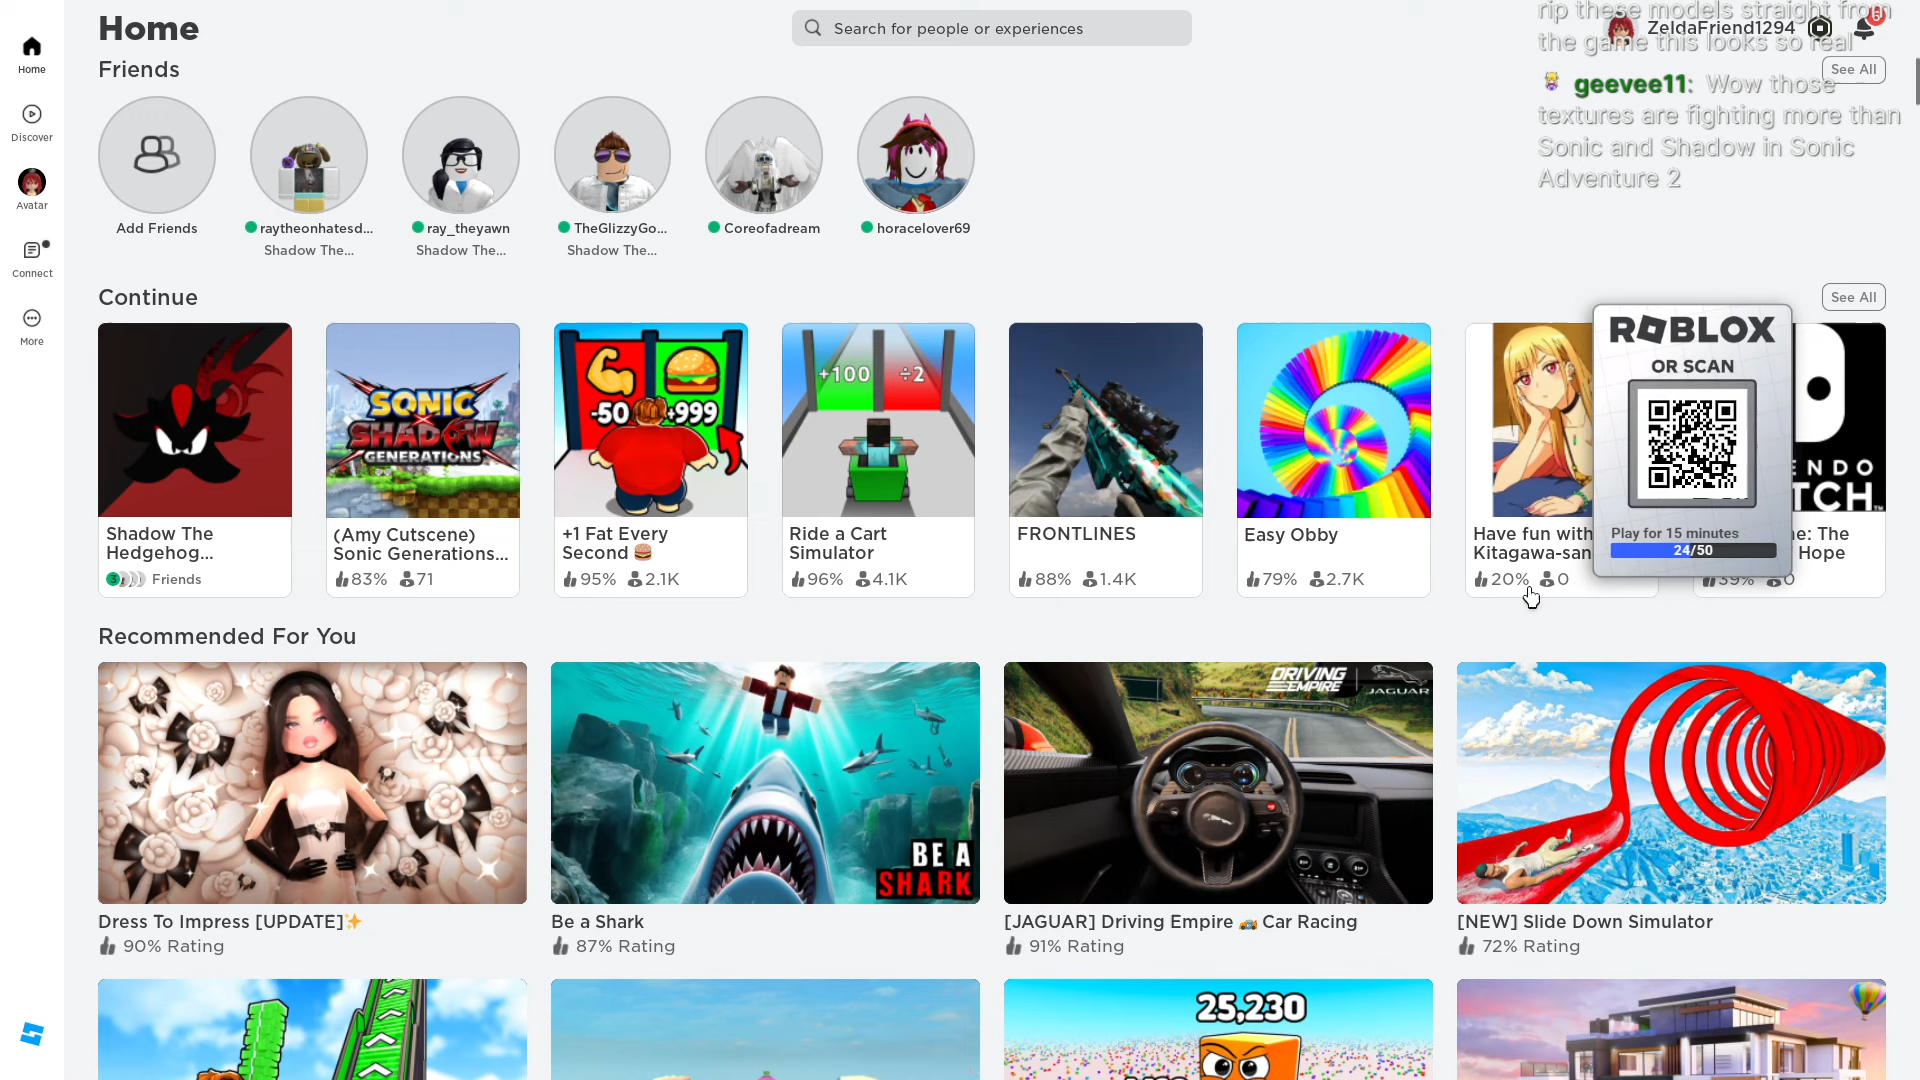 Home
Search for people or experiences
ZeldaFriend1294
6
rip these models straight from
the game this looks so real
geevee11: Wow those
textures are fighting more than
Sonic and Shadow in Sonic
Adventure 2
Home
Discover
Avatar
Connect
More
Friends
See All
Add Friends
raytheonhatesd...
Shadow The...
ray_theyawn
Shadow The...
TheGlizzyGo...
Shadow The...
Coreofadream
horacelover69
Continue
See All
SONIC
X
SHADOW
GENERATIONS
-50
+999
+100
÷2
ROBLOX
OR SCAN
Play for 15 minutes
24/50
ENDO
TCH
Shadow The
Hedgehog...
3
Friends
(Amy Cutscene)
Sonic Generations...
83% 71
+1 Fat Every
Second 🍔
95% 2.1K
Ride a Cart
Simulator
96% 4.1K
FRONTLINES
88% 1.4K
Easy Obby
79% 2.7K
Have fun with
Kitagawa-san
20% 0
e: The
Hope
39% 0
Recommended For You
BE A
SHARK
DRIVING
EMPIRE
JAGUAR
Dress To Impress [UPDATE]✨
90% Rating
Be a Shark
87% Rating
[JAGUAR] Driving Empire 🚕 Car Racing
91% Rating
[NEW] Slide Down Simulator
72% Rating
25,230